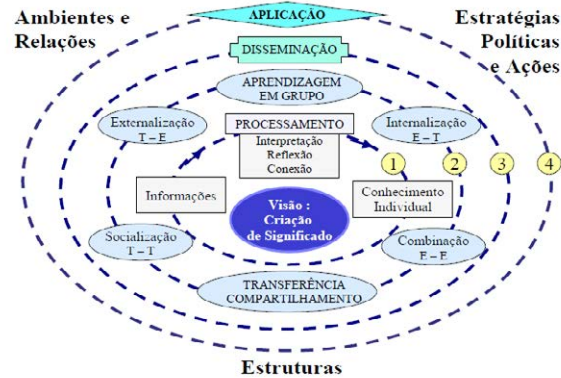 Ambientes e
Relações
APLICAÇÃO
Estratégias
Políticas
e Ações
DISSEMINAÇÃO
APRENDIZAGEM
EM GRUPO
Externalização
T – E
PROCESSAMENTO
Interpretação
Reflexão
Conexão
Internalização
E – T
1
2
3
4
Informações
Conhecimento
Individual
Visão :
Criação
de Significado
Socialização
T – T
Combinação
E – E
TRANSFERÊNCIA
COMPARTILHAMENTO
Estruturas